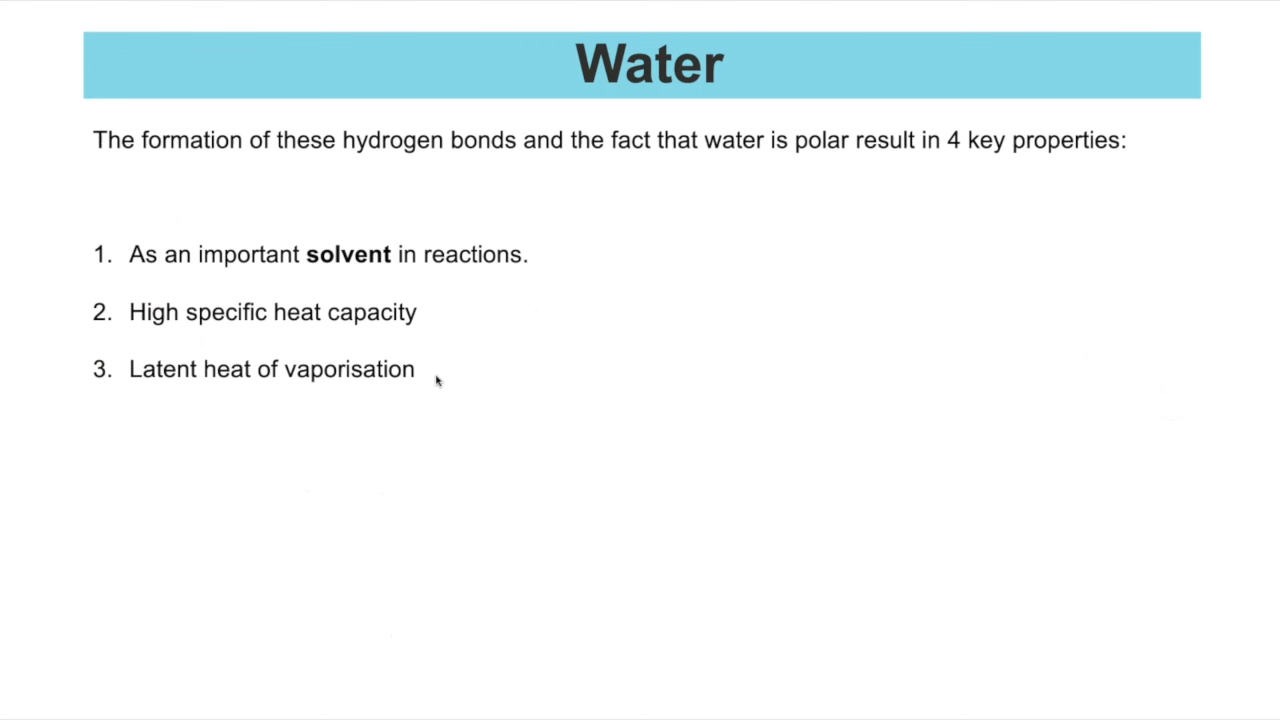 Water
The formation of these hydrogen bonds and the fact that water is polar result in 4 key properties:
1. As an important solvent in reactions.
2. High specific heat capacity
3. Latent heat of vaporisation